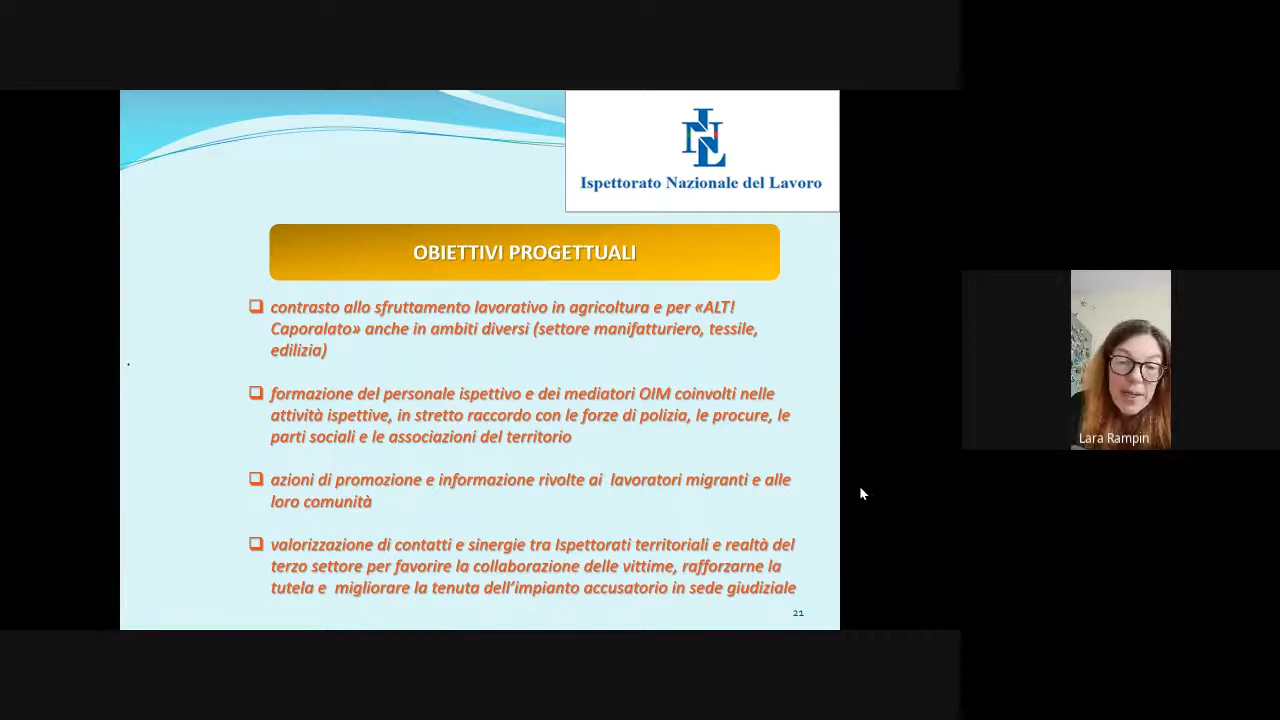 INL
Ispettorato Nazionale del Lavoro
OBIETTIVI PROGETTUALI
contrasto allo sfruttamento lavorativo in agricoltura e per «ALT!
Caporalato» anche in ambiti diversi (settore manifatturiero, tessile,
edilizia)
formazione del personale ispettivo e dei mediatori OIM coinvolti nelle
attività ispettive, in stretto raccordo con le forze di polizia, le procure, le
parti sociali e le associazioni del territorio
azioni di promozione e informazione rivolte ai lavoratori migranti e alle
loro comunità
valorizzazione di contatti e sinergie tra Ispettorati territoriali e realtà del
terzo settore per favorire la collaborazione delle vittime, rafforzarne la
tutela e migliorare la tenuta dell'impianto accusatorio in sede giudiziale
21
Lara Rampin